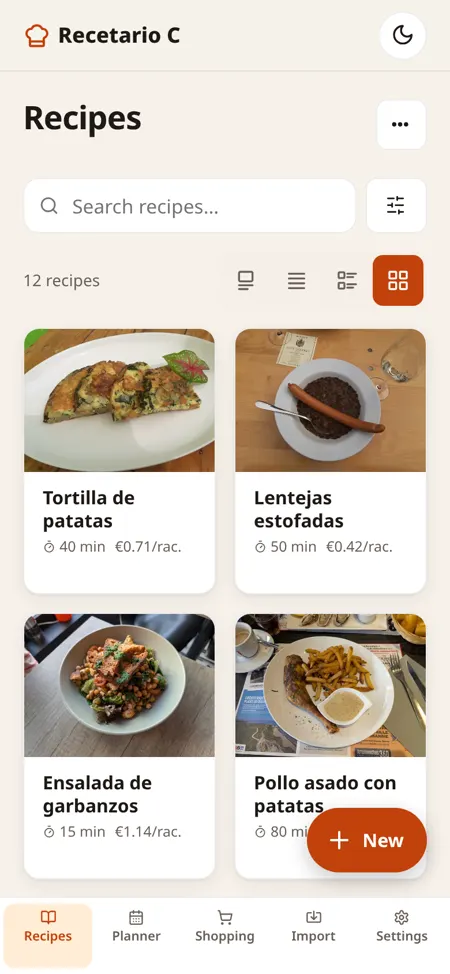 Recetario C
Recipes
Search recipes...
12 recipes
Tortilla de
patatas
40 min €0.71/rac.
Lentejas
estofadas
50 min €0.42/rac.
Ensalada de
garbanzos
15 min €1.14/rac.
Pollo asado con
patatas
80 mi
New
Recipes
Planner
Shopping
Import
Settings